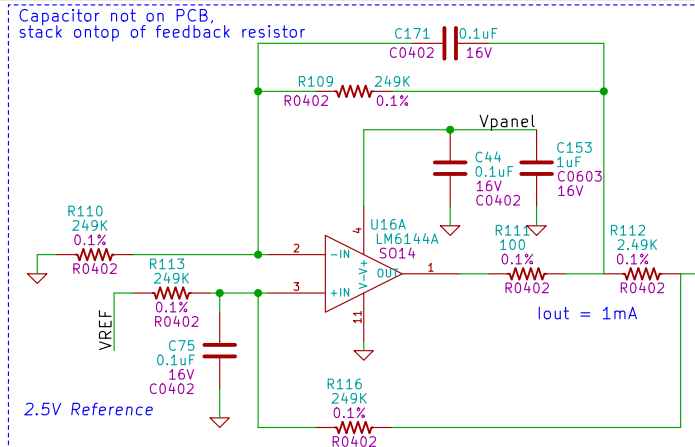 Capacitor not on PCB,
stack ontop of feedback resistor
C171 0.1uF
C0402 16V
R109 249K
R0402 0.1%
Vpanel
C44
0.1uF
16V
C0402
C153
1uF
C0603
16V
R110
249K
0.1%
R0402
2
-IN
4
V+
U16A
LM6144A
SO14
OUT
1
V-
11
3
+IN
R111
100
0.1%
R0402
R112
2.49K
0.1%
R0402
Iout = 1mA
R113
249K
0.1%
R0402
VREF
C75
0.1uF
16V
C0402
2.5V Reference
R116
249K
0.1%
R0402